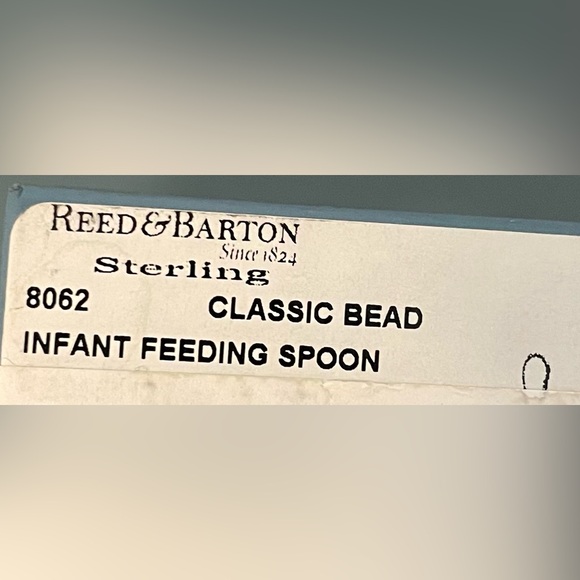 REED & BARTON
Since 1824
Sterling
8062 CLASSIC BEAD
INFANT FEEDING SPOON